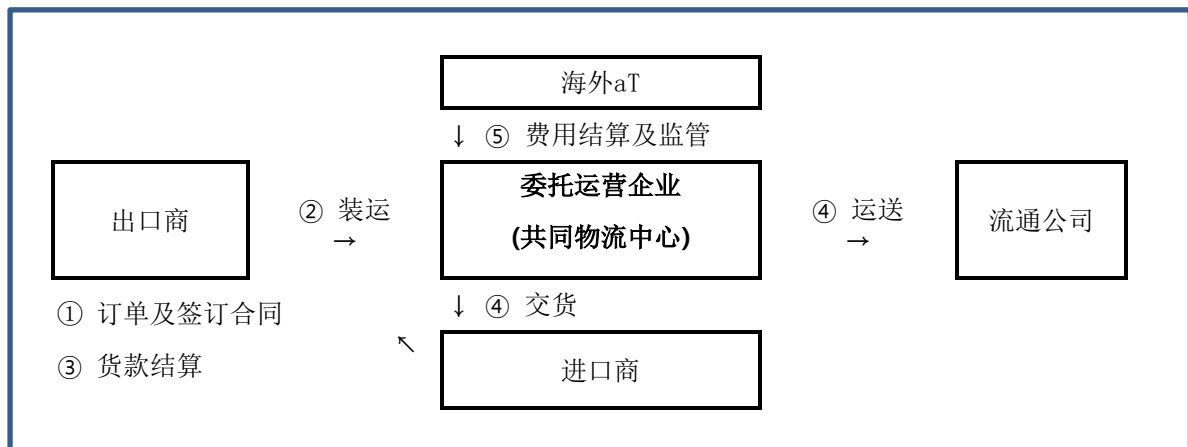 海外aT
↓ ⑤ 费用结算及监管
出口商
② 装运
→
委托运营企业
(共同物流中心)
④ 运送
→
流通公司
① 订单及签订合同
③ 货款结算
↖
↓ ④ 交货
进口商